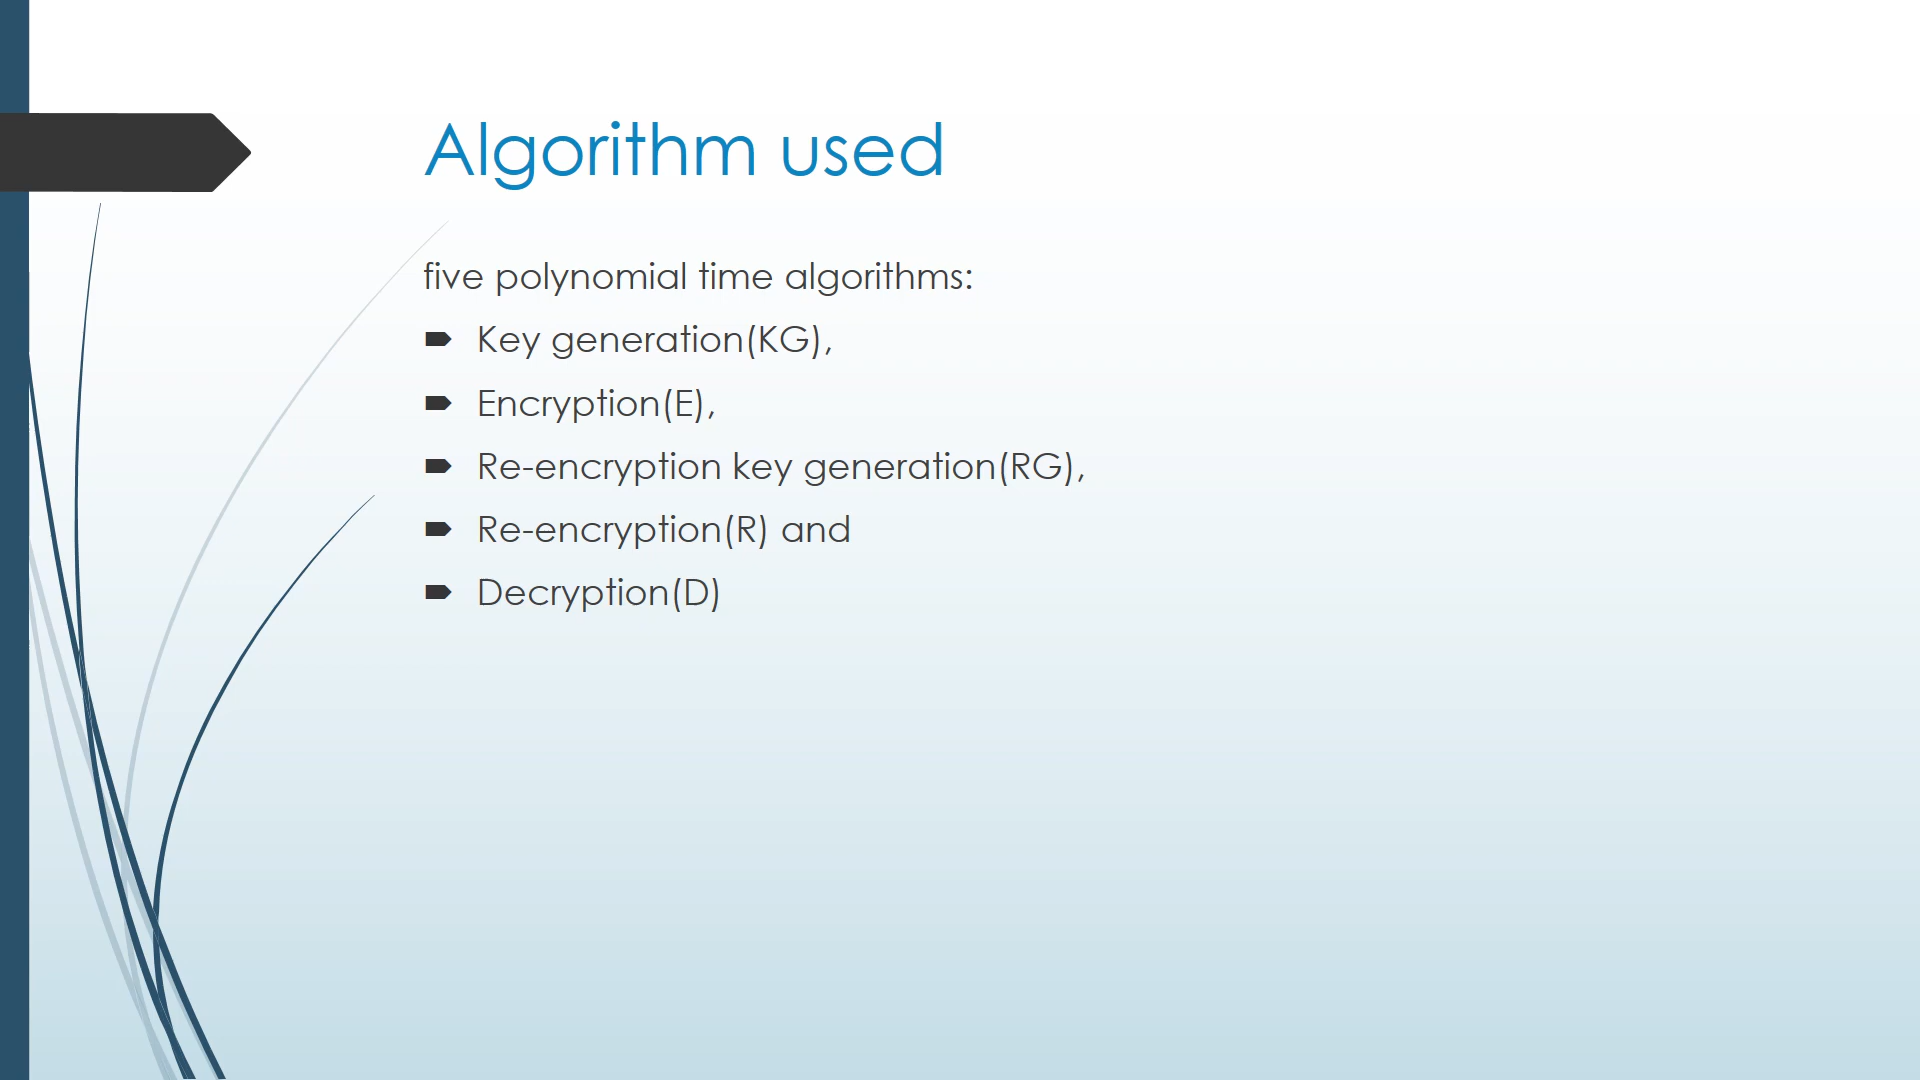 Algorithm used
five polynomial time algorithms:
Key generation(KG),
Encryption(E),
Re-encryption key generation(RG),
Re-encryption(R) and
Decryption(D)